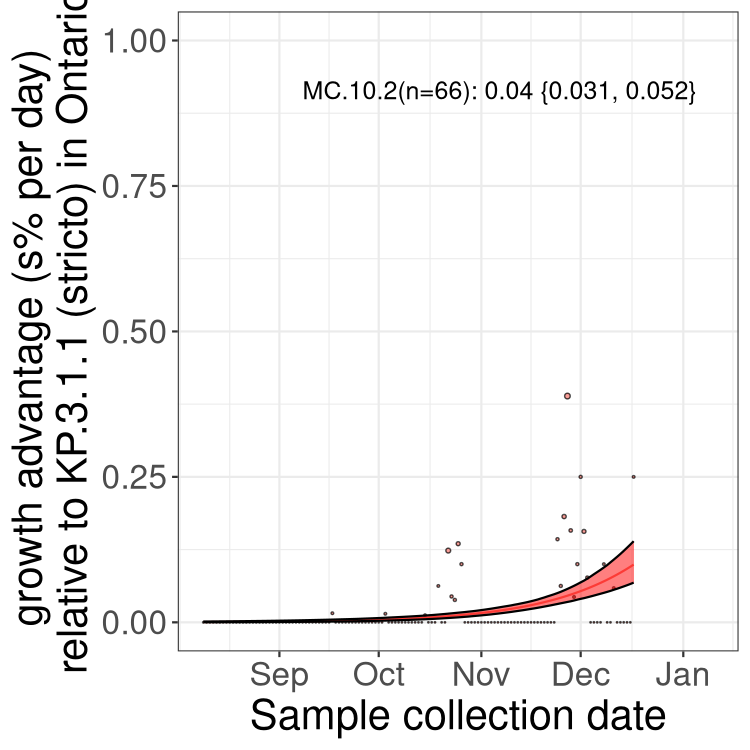 growth advantage (s% per day)
relative to KP.3.1.1 (stricto) in Ontario
1.00
MC.10.2(n=66): 0.04 {0.031, 0.052}
0.75
0.50
0.25
0.00
Sep Oct Nov Dec Jan
Sample collection date